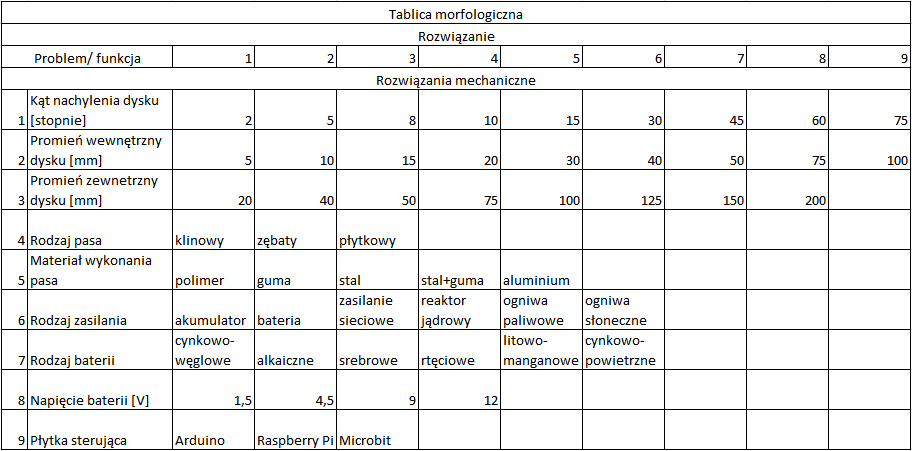 Tablica morfologiczna
Rozwiązanie
Problem/ funkcja 1 2 3 4 5 6 7 8 9
Rozwiązania mechaniczne
1 Kąt nachylenia dysku [stopnie] 2 5 8 10 15 30 45 60 75
2 Promień wewnętrzny dysku [mm] 5 10 15 20 30 40 50 75 100
3 Promień zewnetrzny dysku [mm] 20 40 50 75 100 125 150 200
4 Rodzaj pasa klinowy zębaty płytkowy
5 Materiał wykonania pasa polimer guma stal stal+guma aluminium
6 Rodzaj zasilania akumulator bateria zasilanie sieciowe reaktor jądrowy ogniwa paliwowe ogniwa słoneczne
7 Rodzaj baterii cynkowo-węglowe alkaiczne srebrowe rtęciowe litowo-manganowe cynkowo-powietrzne
8 Napięcie baterii [V] 1,5 4,5 9 12
9 Płytka sterująca Arduino Raspberry Pi Microbit